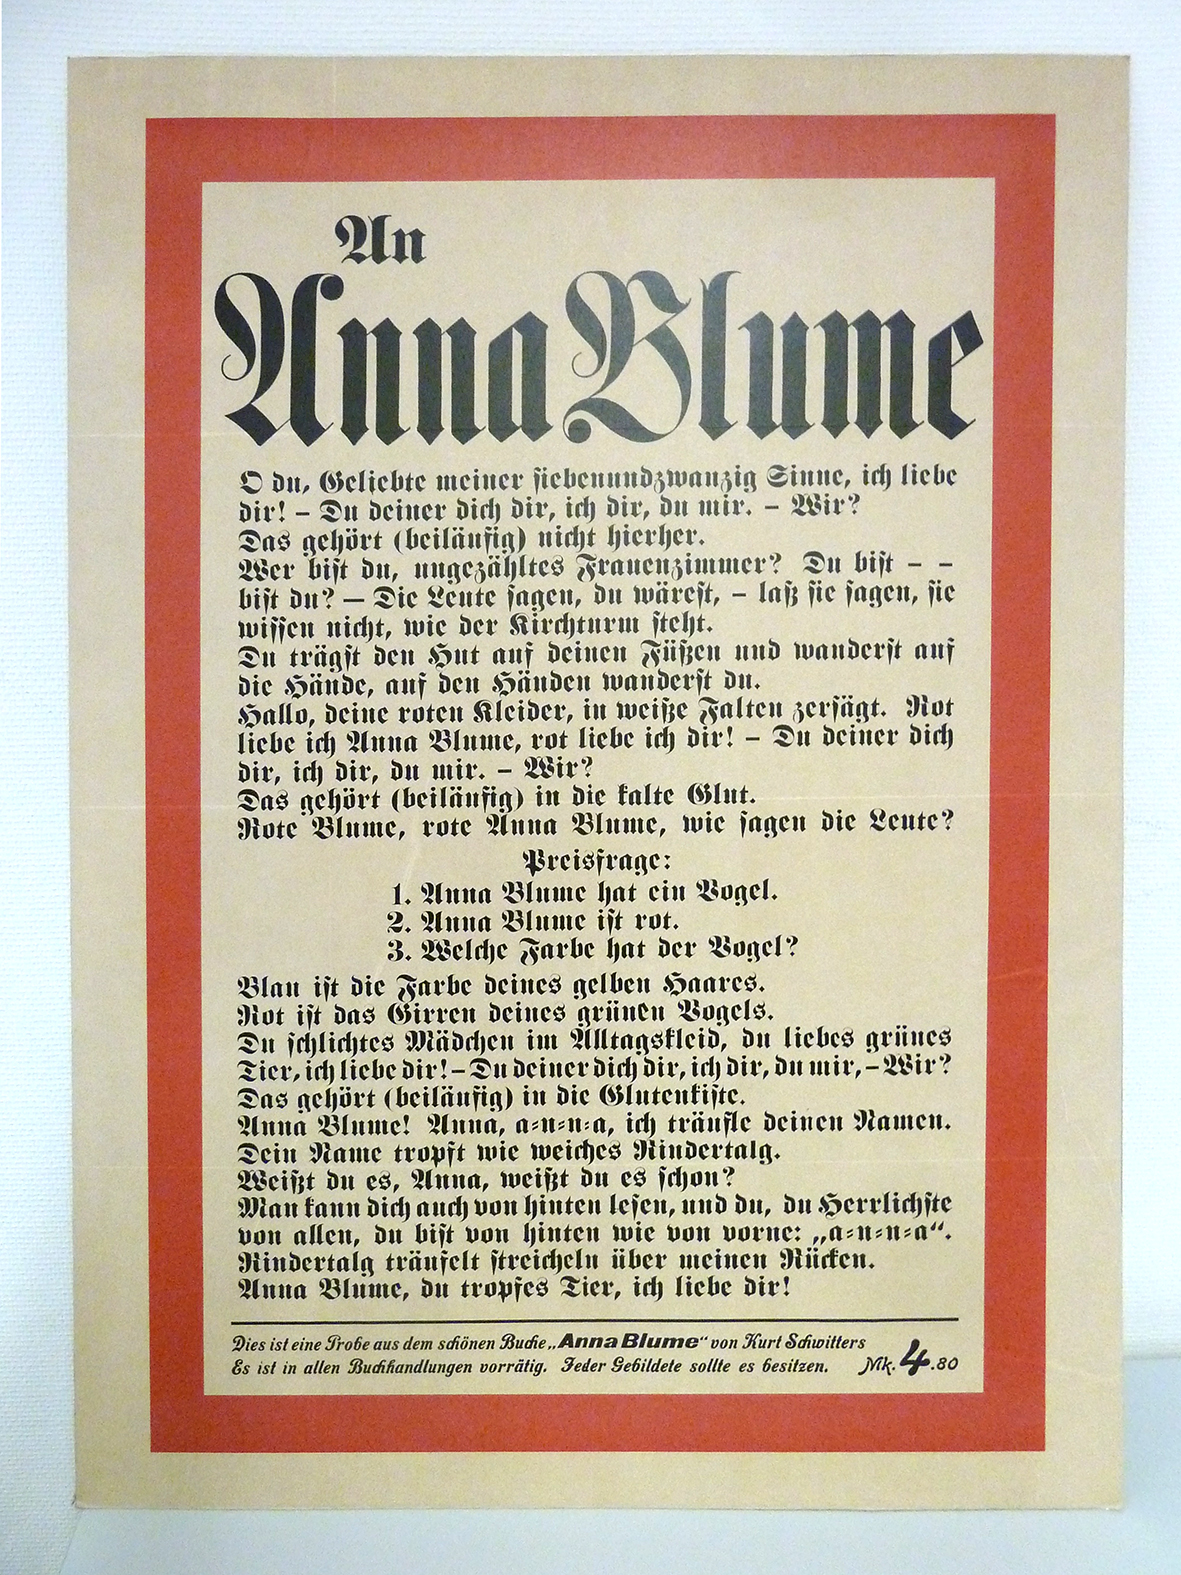 An
Anna Blume
O du, Geliebte meiner siebenundzwanzig Sinne, ich liebe
dir! – Du deiner dich dir, ich dir, du mir. – Wir?
Das gehört (beiläufig) nicht hierher.
Wer bist du, ungezähltes Frauenzimmer? Du bist – –
bist du? — Die Leute sagen, du wärest, – laß sie sagen, sie
wissen nicht, wie der Kirchturm steht.
Du trägst den Hut auf deinen Füßen und wanderst auf
die Hände, auf den Händen wanderst du.
Hallo, deine roten Kleider, in weiße Falten zersägt. Rot
liebe ich Anna Blume, rot liebe ich dir! – Du deiner dich
dir, ich dir, du mir. – Wir?
Das gehört (beiläufig) in die kalte Glut.
Rote Blume, rote Anna Blume, wie sagen die Leute?
Preisfrage:
1. Anna Blume hat ein Vogel.
2. Anna Blume ist rot.
3. Welche Farbe hat der Vogel?
Blau ist die Farbe deines gelben Haares.
Rot ist das Girren deines grünen Vogels.
Du schlichtes Mädchen im Alltagskleid, du liebes grünes
Tier, ich liebe dir! – Du deiner dich dir, ich dir, du mir, – Wir?
Das gehört (beiläufig) in die Glutenkiste.
Anna Blume! Anna, a=n=n=a, ich träufle deinen Namen.
Dein Name tropft wie weiches Rindertalg.
Weißt du es, Anna, weißt du es schon?
Man kann dich auch von hinten lesen, und du, du Herrlichste
von allen, du bist von hinten wie von vorne: „a=n=n=a“.
Rindertalg träufelt streicheln über meinen Rücken.
Anna Blume, du tropfes Tier, ich liebe dir!
Dies ist eine Probe aus dem schönen Buche „Anna Blume“ von Kurt Schwitters
Es ist in allen Buchhandlungen vorrätig. Jeder Gebildete sollte es besitzen. Mk. 4.80